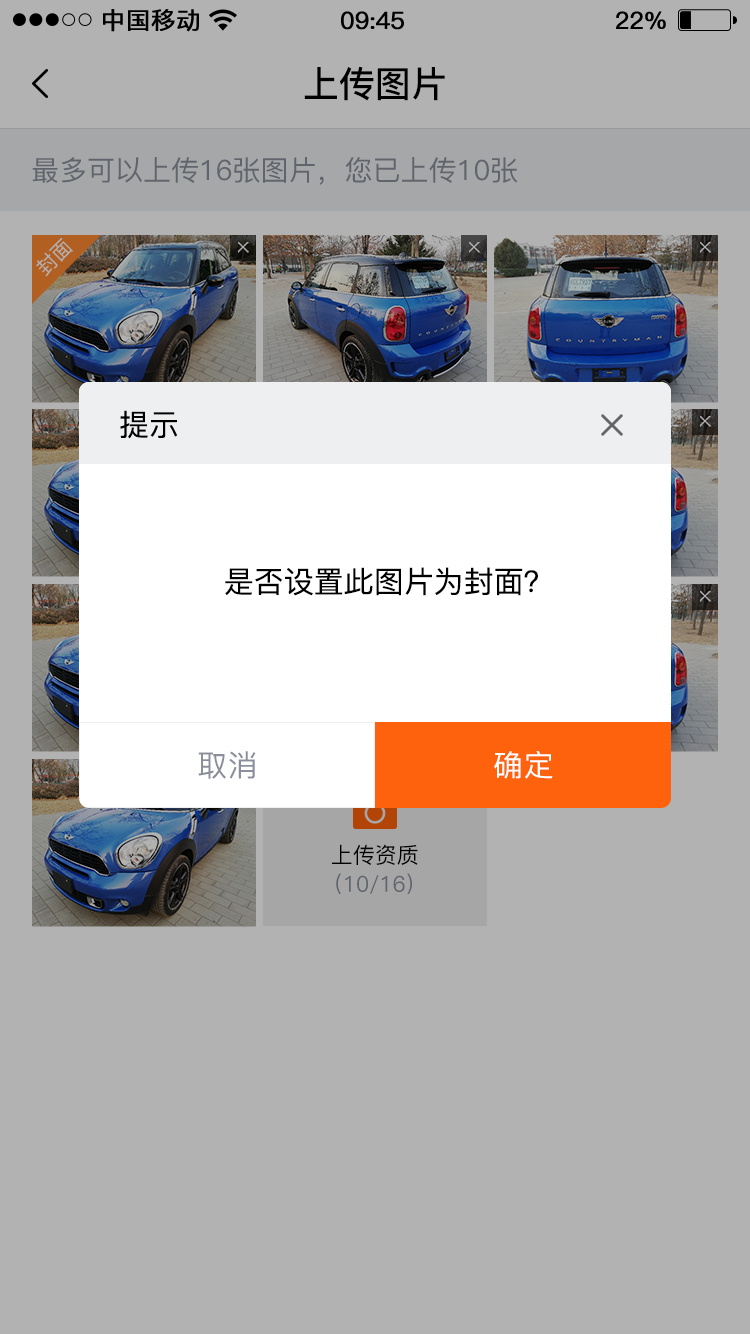 中国移动
09:45
22%
上传图片
最多可以上传16张图片，您已上传10张
封面
COUNTRYMAN
提示
是否设置此图片为封面?
取消
确定
上传资质
(10/16)